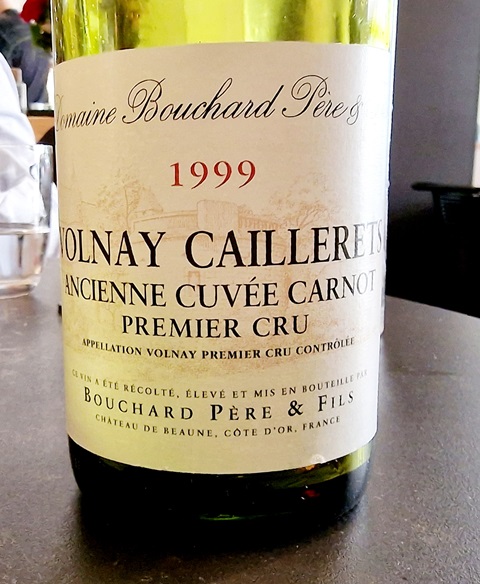 Domaine Bouchard Père &
1999
VOLNAY CAILLERETS
ANCIENNE CUVÉE CARNOT
PREMIER CRU
APPELLATION VOLNAY PREMIER CRU CONTRÔLÉE
CE VIN A ÉTÉ RÉCOLTÉ, ÉLEVÉ ET MIS EN BOUTEILLE PAR
BOUCHARD PÈRE & FILS
CHÂTEAU DE BEAUNE, CÔTE D'OR, FRANCE